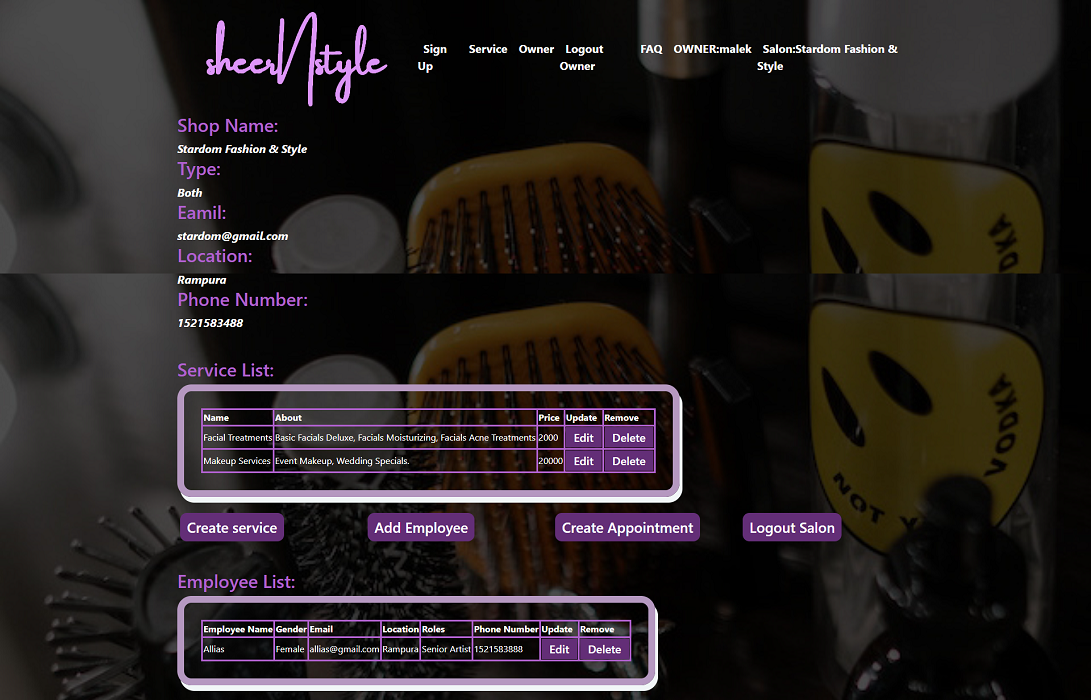 sheerNstyle
Sign Up Service Owner Logout Owner FAQ OWNER:malek Salon:Stardom Fashion & Style
Shop Name:
Stardom Fashion & Style
Type:
Both
Eamil:
stardom@gmail.com
Location:
Rampura
Phone Number:
1521583488
VODKA
Service List:
Name About Price Update Remove
Facial Treatments Basic Facials Deluxe, Facials Moisturizing, Facials Acne Treatments 2000 Edit Delete
Makeup Services Event Makeup, Wedding Specials. 20000 Edit Delete
VODKA
NOT Y
Create service Add Employee Create Appointment Logout Salon
Employee List:
Employee Name Gender Email Location Roles Phone Number Update Remove
Allias Female allias@gmail.com Rampura Senior Artist 1521583888 Edit Delete